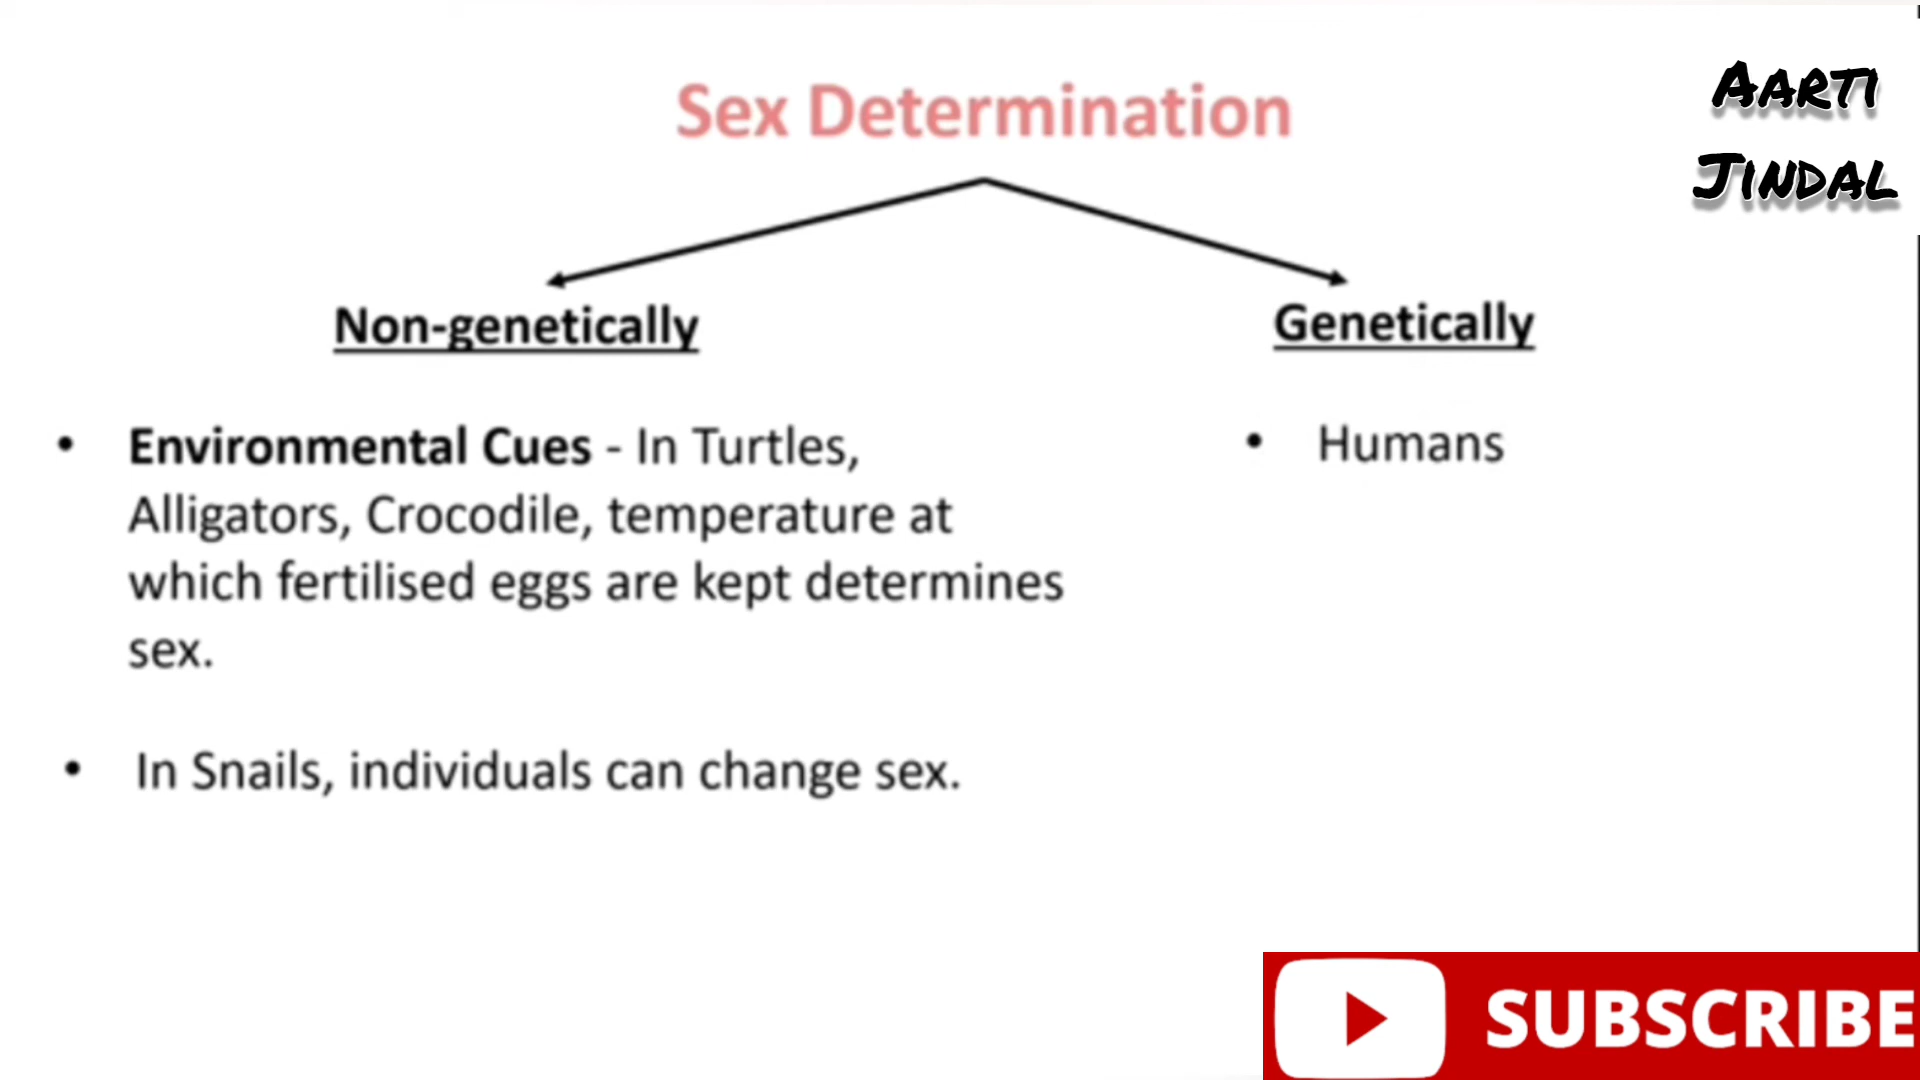 Sex Determination
AARTI
JINDAL
Non-genetically
Genetically
• Environmental Cues - In Turtles,
Alligators, Crocodile, temperature at
which fertilised eggs are kept determines
sex.
• In Snails, individuals can change sex.
• Humans
SUBSCRIBE